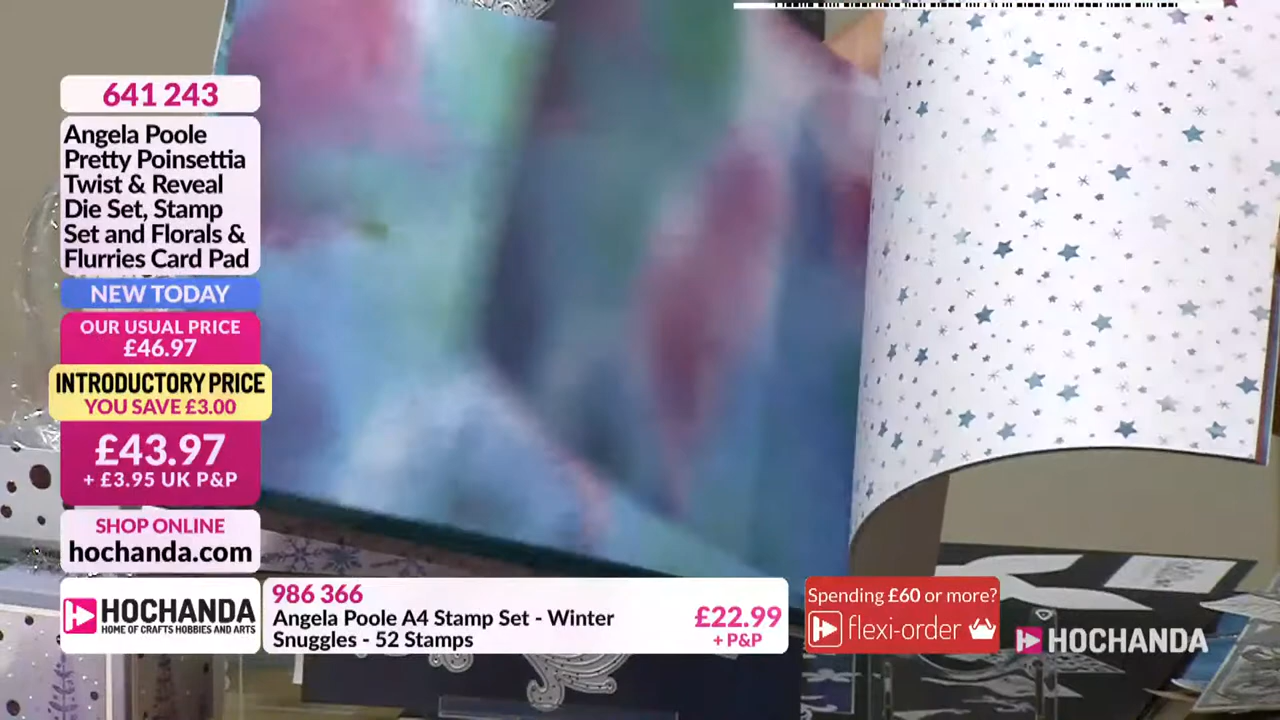 641 243
Angela Poole
Pretty Poinsettia
Twist & Reveal
Die Set, Stamp
Set and Florals &
Flurries Card Pad
NEW TODAY
OUR USUAL PRICE
£46.97
INTRODUCTORY PRICE
YOU SAVE £3.00
£43.97
+ £3.95 UK P&P
SHOP ONLINE
hochanda.com
HOCHANDA
HOME OF CRAFTS HOBBIES AND ARTS
986 366
Angela Poole A4 Stamp Set - Winter
Snuggles - 52 Stamps
£22.99
+ P&P
Spending £60 or more?
flexi-order
HOCHANDA